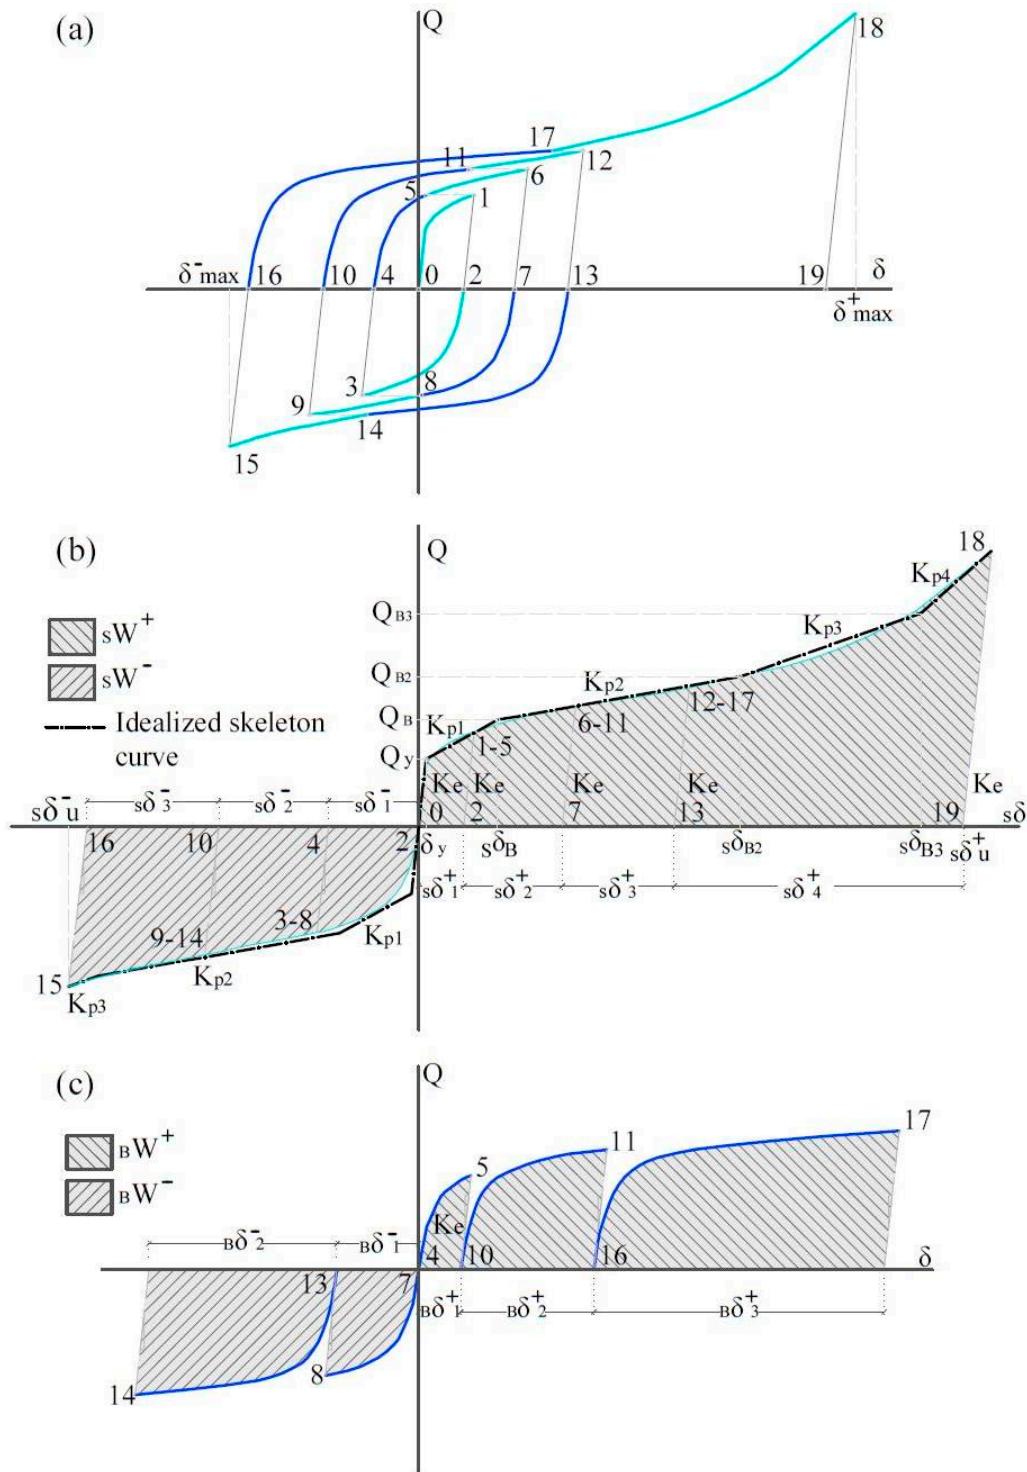 (a)
Q
18
17
11
12
5
6
1
δ⁻max
16
10
4
0
2
7
13
19
δ
δ⁺max
3
8
9
14
15
(b)
Q
18
Kp4
QB3
sW⁺
Kp3
sW⁻
QB2
Kp2
12-17
Idealized skeleton
curve
QB
Kp1
6-11
1-5
Qy
sδ⁻u
sδ⁻3
sδ⁻2
sδ⁻1
Ke
Ke
Ke
Ke
Ke
0
2
7
13
19
sδ
16
10
4
2
δy
sδB
sδB2
sδB3
sδ⁺u
sδ⁺1
sδ⁺2
sδ⁺3
sδ⁺4
3-8
9-14
Kp1
Kp2
15
Kp3
(c)
Q
17
BW⁺
11
5
BW⁻
Bδ⁻2
Bδ⁻1
Ke
4
10
16
δ
13
7
Bδ⁺1
Bδ⁺2
Bδ⁺3
8
14